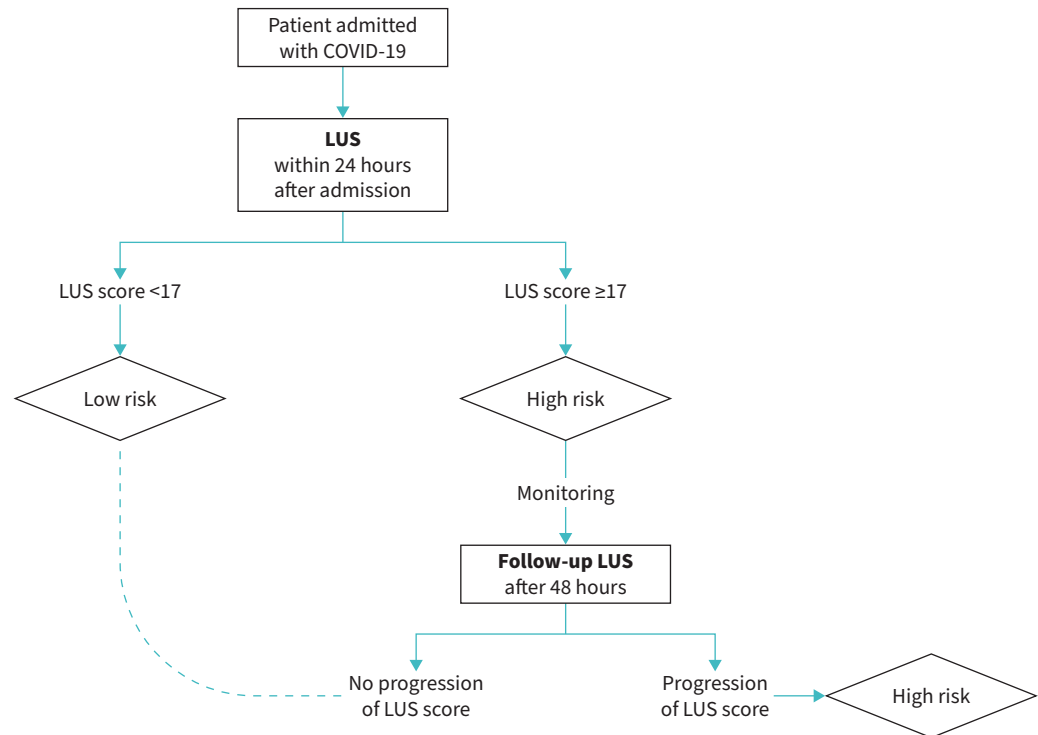 Patient admitted
with COVID-19
LUS
within 24 hours
after admission
LUS score <17
LUS score ≥17
Low risk
High risk
Monitoring
Follow-up LUS
after 48 hours
No progression
of LUS score
Progression
of LUS score
High risk